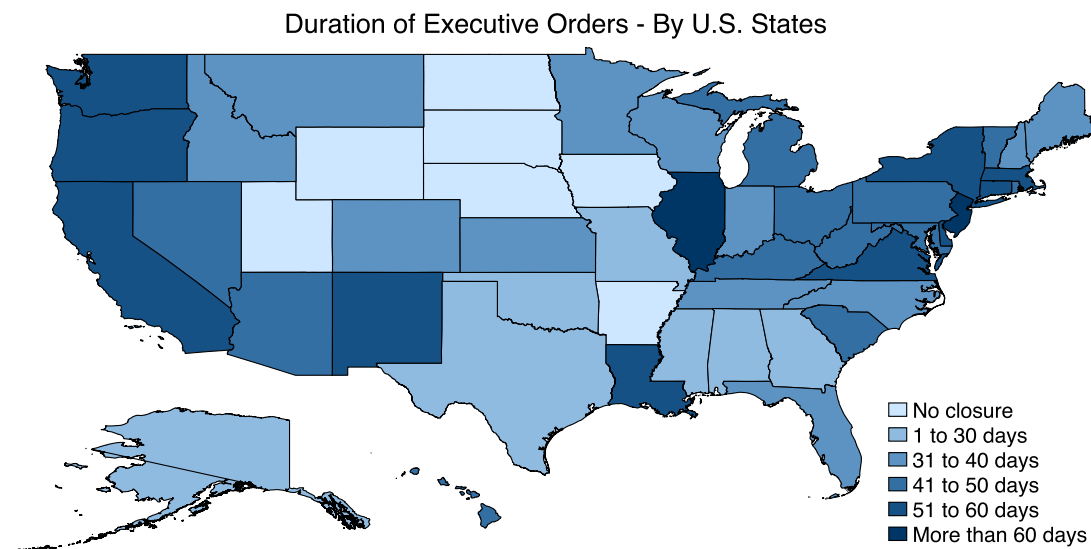 Duration of Executive Orders - By U.S. States
No closure
1 to 30 days
31 to 40 days
41 to 50 days
51 to 60 days
More than 60 days